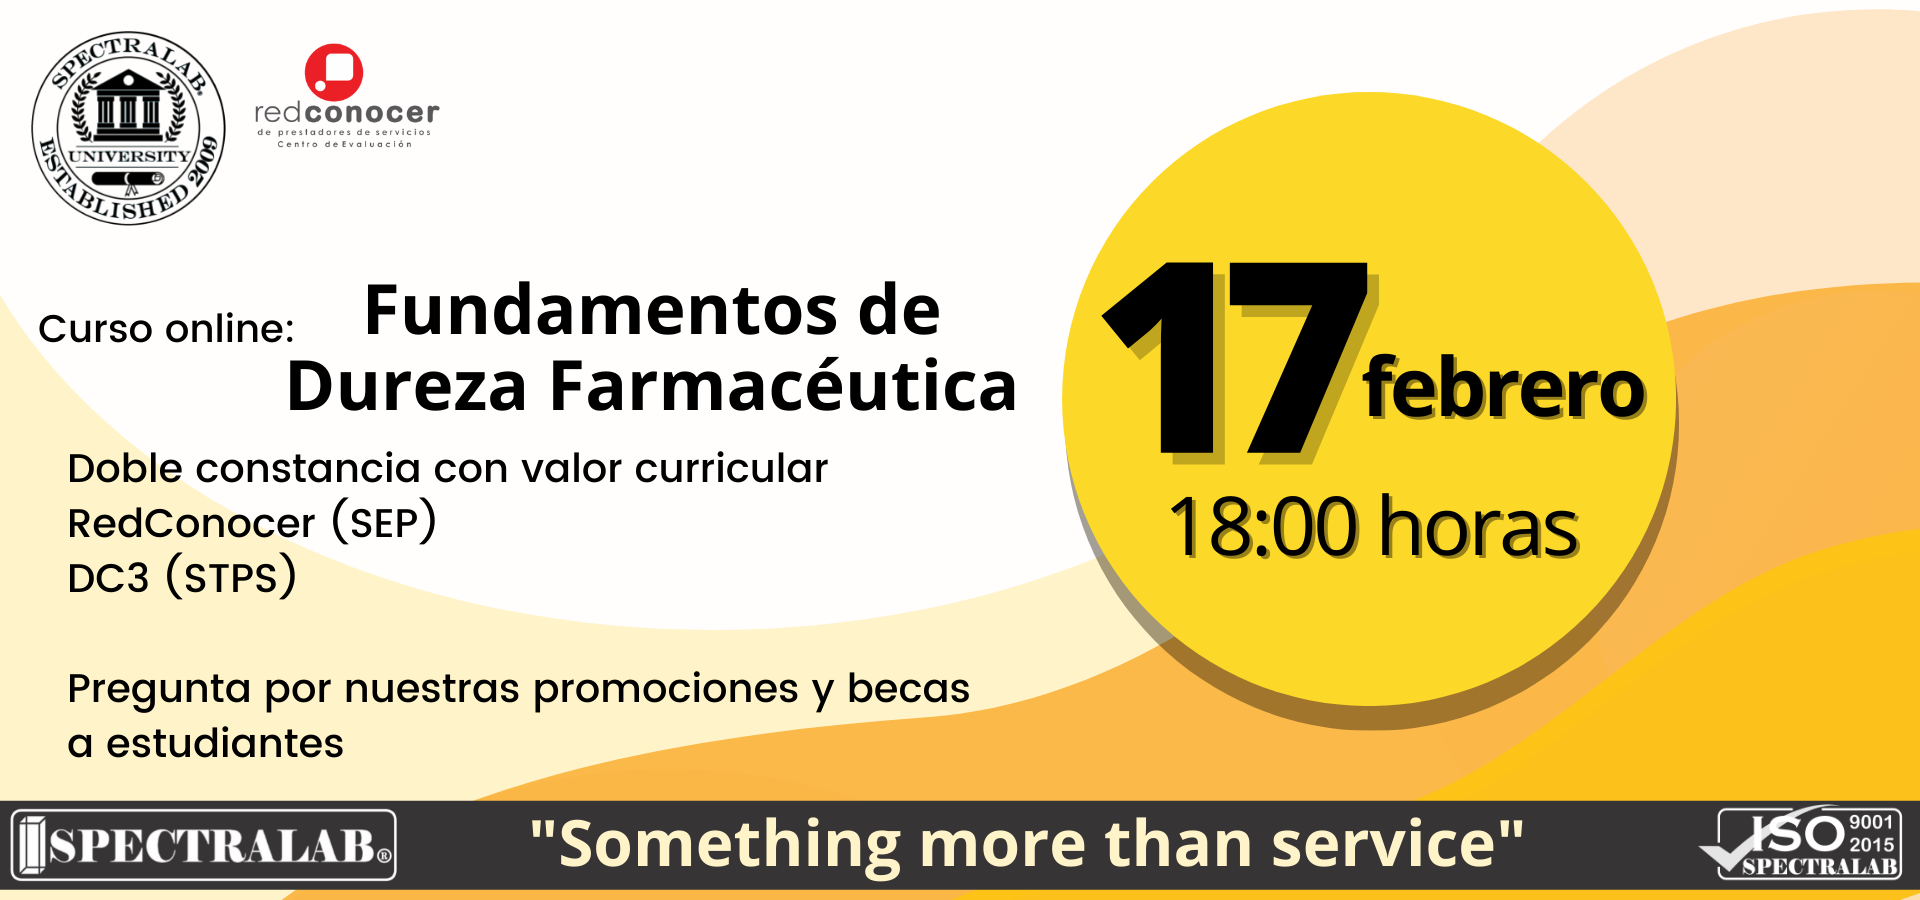 SPECTRALAB®
UNIVERSITY
ESTABLISHED 2009
redconocer
de prestadores de servicios
Centro de Evaluación
Curso online:
Fundamentos de
Dureza Farmacéutica
Doble constancia con valor curricular
RedConocer (SEP)
DC3 (STPS)
Pregunta por nuestras promociones y becas
a estudiantes
17 febrero
18:00 horas
SPECTRALAB®
"Something more than service"
ISO 9001
2015
SPECTRALAB